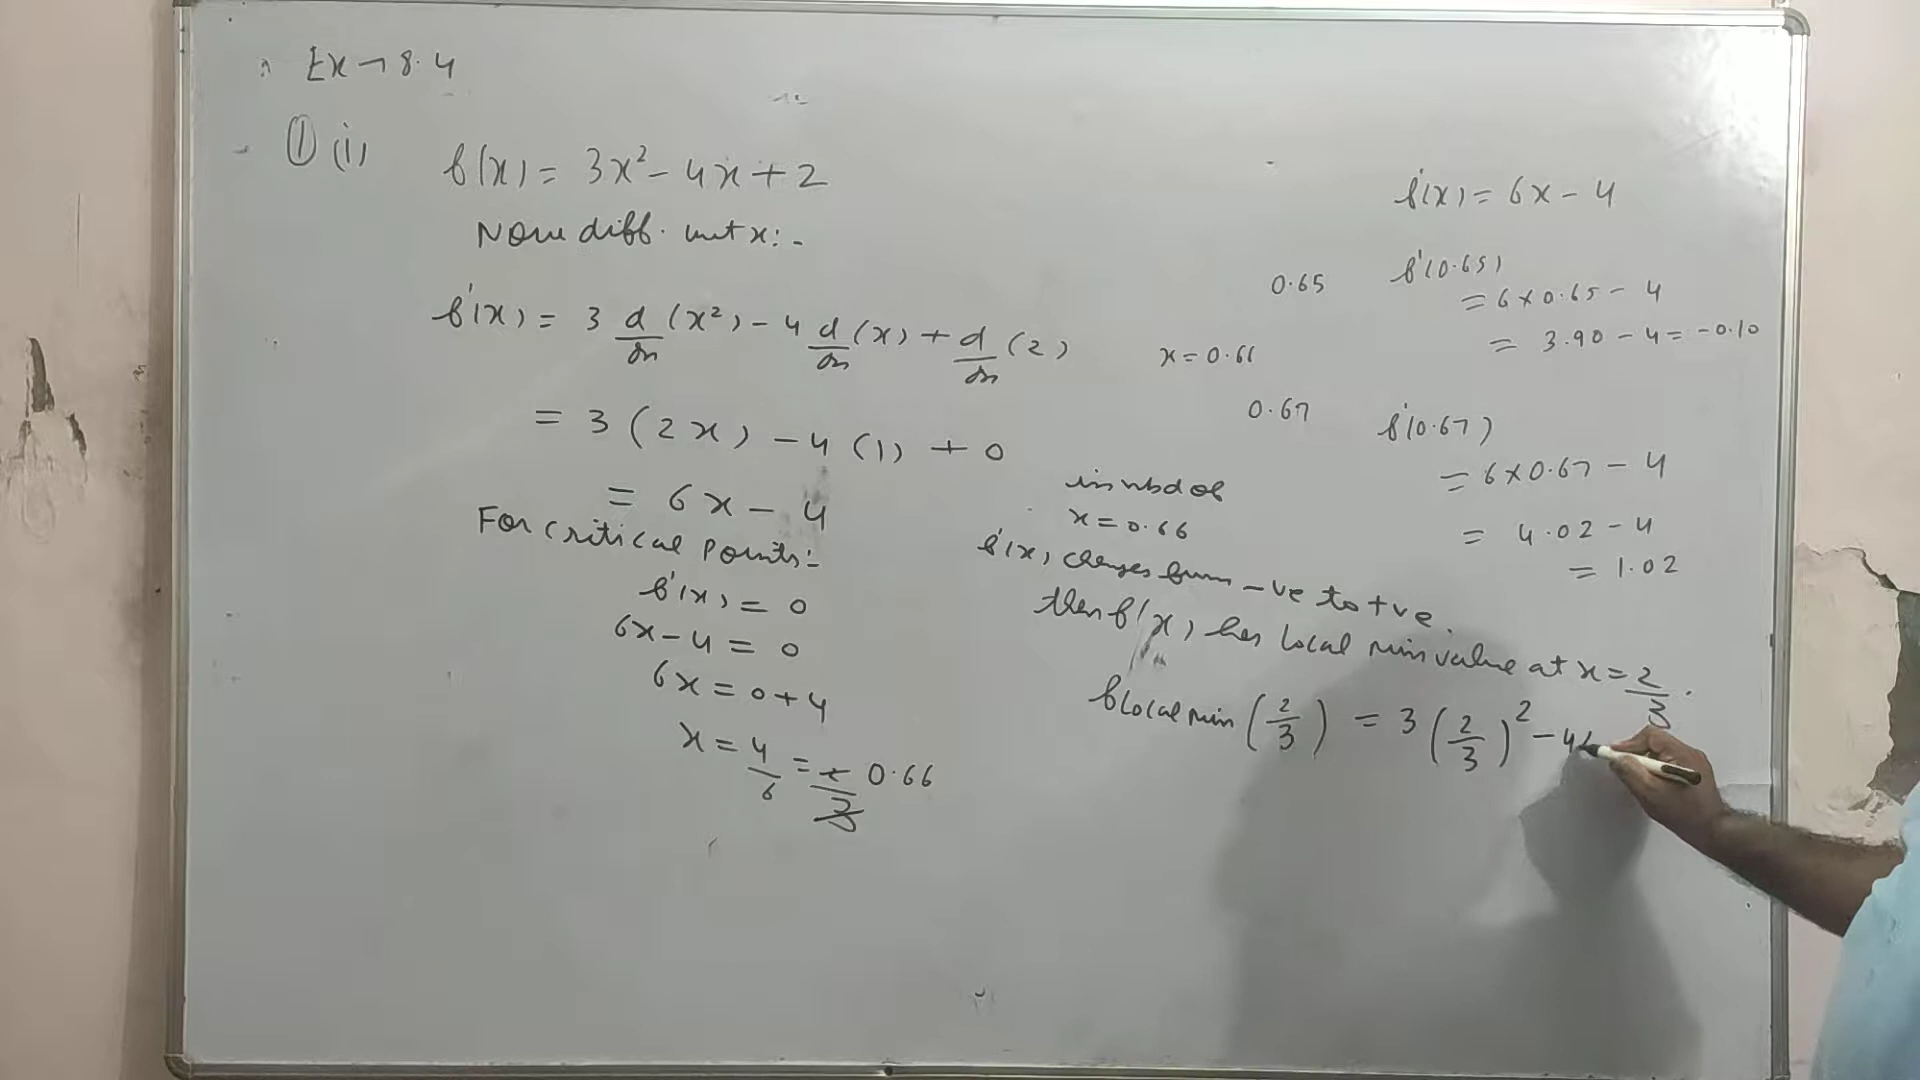 Ex → 8.4
① (i) f(x) = 3x² - 4x + 2
Now diff. wrt x:-
f'(x) = 3 d/dx (x²) - 4 d/dx (x) + d/dx (2)
= 3 (2x) - 4 (1) + 0
= 6x - 4
For critical points:-
f'(x) = 0
6x - 4 = 0
6x = 0 + 4
x = 4/6 = 0.66
f'(x) = 6x - 4
0.65
f'(0.65)
= 6 × 0.65 - 4
= 3.90 - 4 = -0.10
x = 0.66
0.67
f'(0.67)
= 6 × 0.67 - 4
= 4.02 - 4
= 1.02
in nbd of
x = 0.66
f'(x) changes from -ve to +ve.
then f(x) has local min value at x = 2/3.
f local min (2/3) = 3 (2/3)² - 4